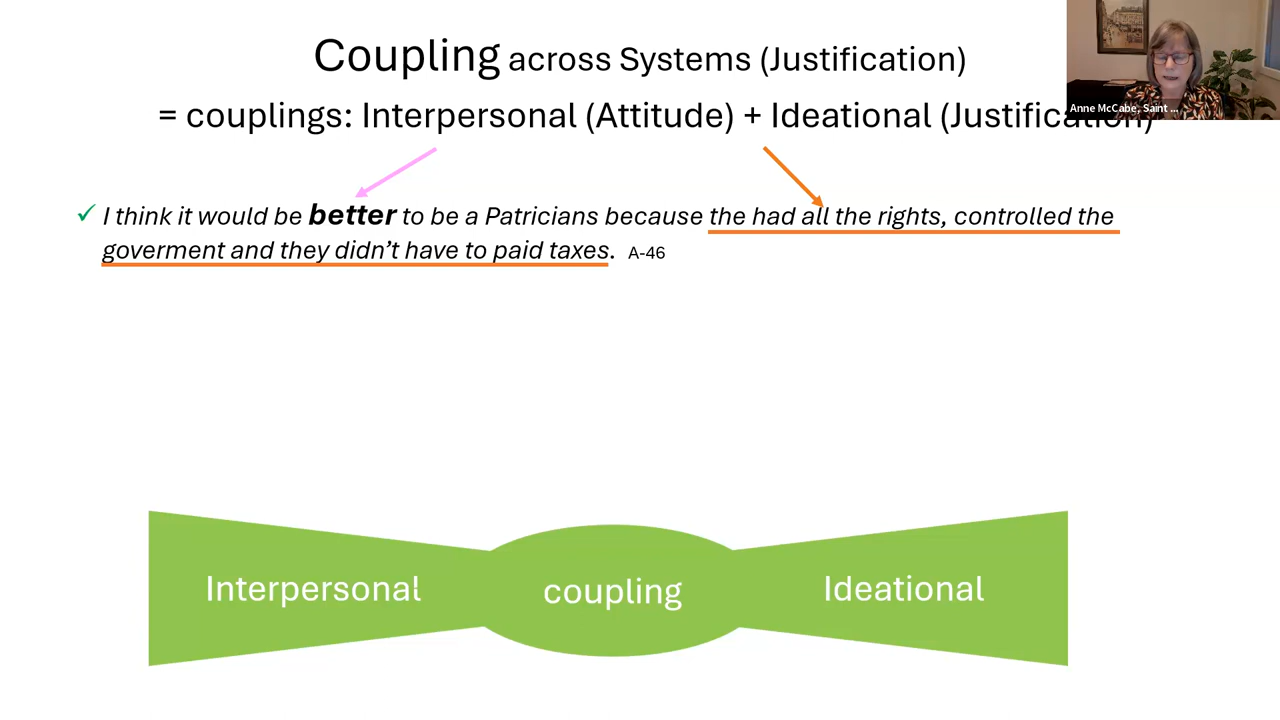 Coupling across Systems (Justification)
= couplings: Interpersonal (Attitude) + Ideational (Justification)
Anne McCabe, Saint ...
✓ I think it would be better to be a Patricians because the had all the rights, controlled the
goverment and they didn’t have to paid taxes. A-46
Interpersonal coupling Ideational